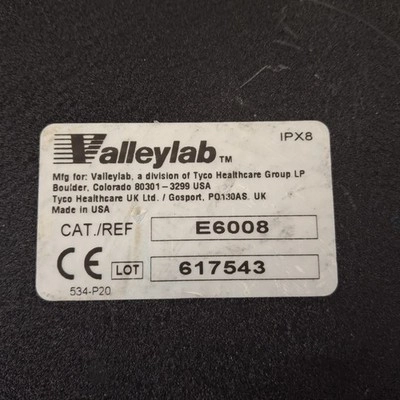 IPX8
Valleylab™
Mfg for: Valleylab, a division of Tyco Healthcare Group LP
Boulder, Colorado 80301-3299 USA
Tyco Healthcare UK Ltd. / Gosport, PO130AS, UK
Made in USA
CAT./REF E6008
CE LOT 617543
534-P20